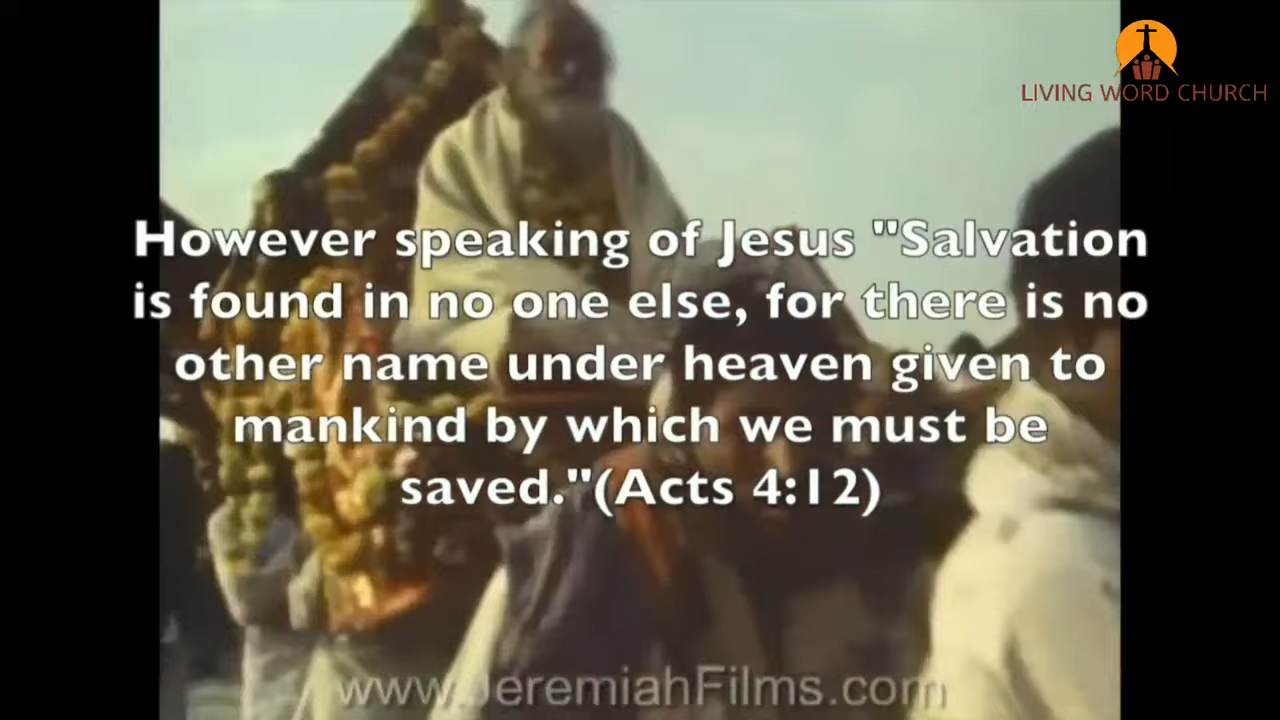 LIVING WORD CHURCH
However speaking of Jesus "Salvation
is found in no one else, for there is no
other name under heaven given to
mankind by which we must be
saved."(Acts 4:12)
www.JeremiahFilms.com